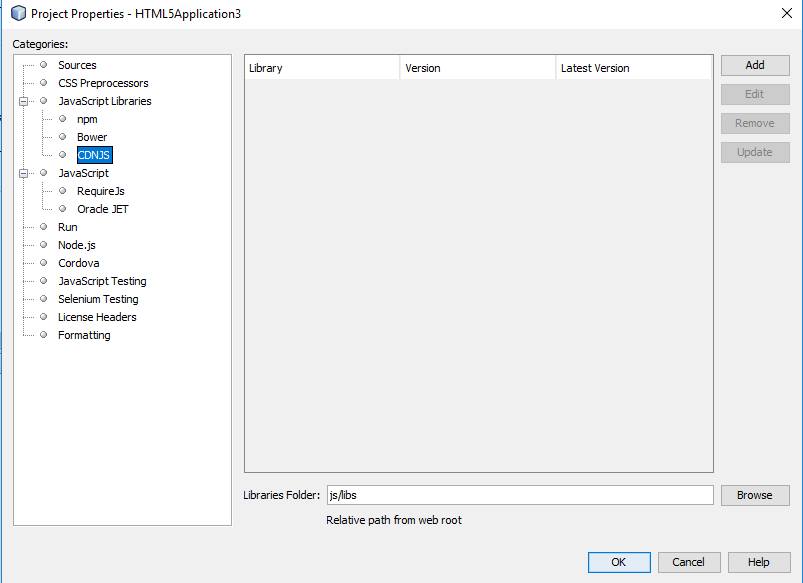 Project Properties - HTML5Application3
Categories:
Sources
CSS Preprocessors
JavaScript Libraries
npm
Bower
CDNJS
JavaScript
RequireJs
Oracle JET
Run
Node.js
Cordova
JavaScript Testing
Selenium Testing
License Headers
Formatting
Library Version Latest Version
Add
Edit
Remove
Update
Libraries Folder: js/libs Browse
Relative path from web root
OK Cancel Help